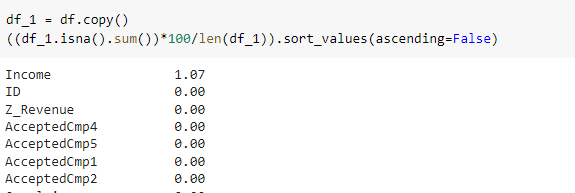 df_1 = df.copy()
((df_1.isna().sum())*100/len(df_1)).sort_values(ascending=False)
Income 1.07
ID 0.00
Z_Revenue 0.00
AcceptedCmp4 0.00
AcceptedCmp5 0.00
AcceptedCmp1 0.00
AcceptedCmp2 0.00